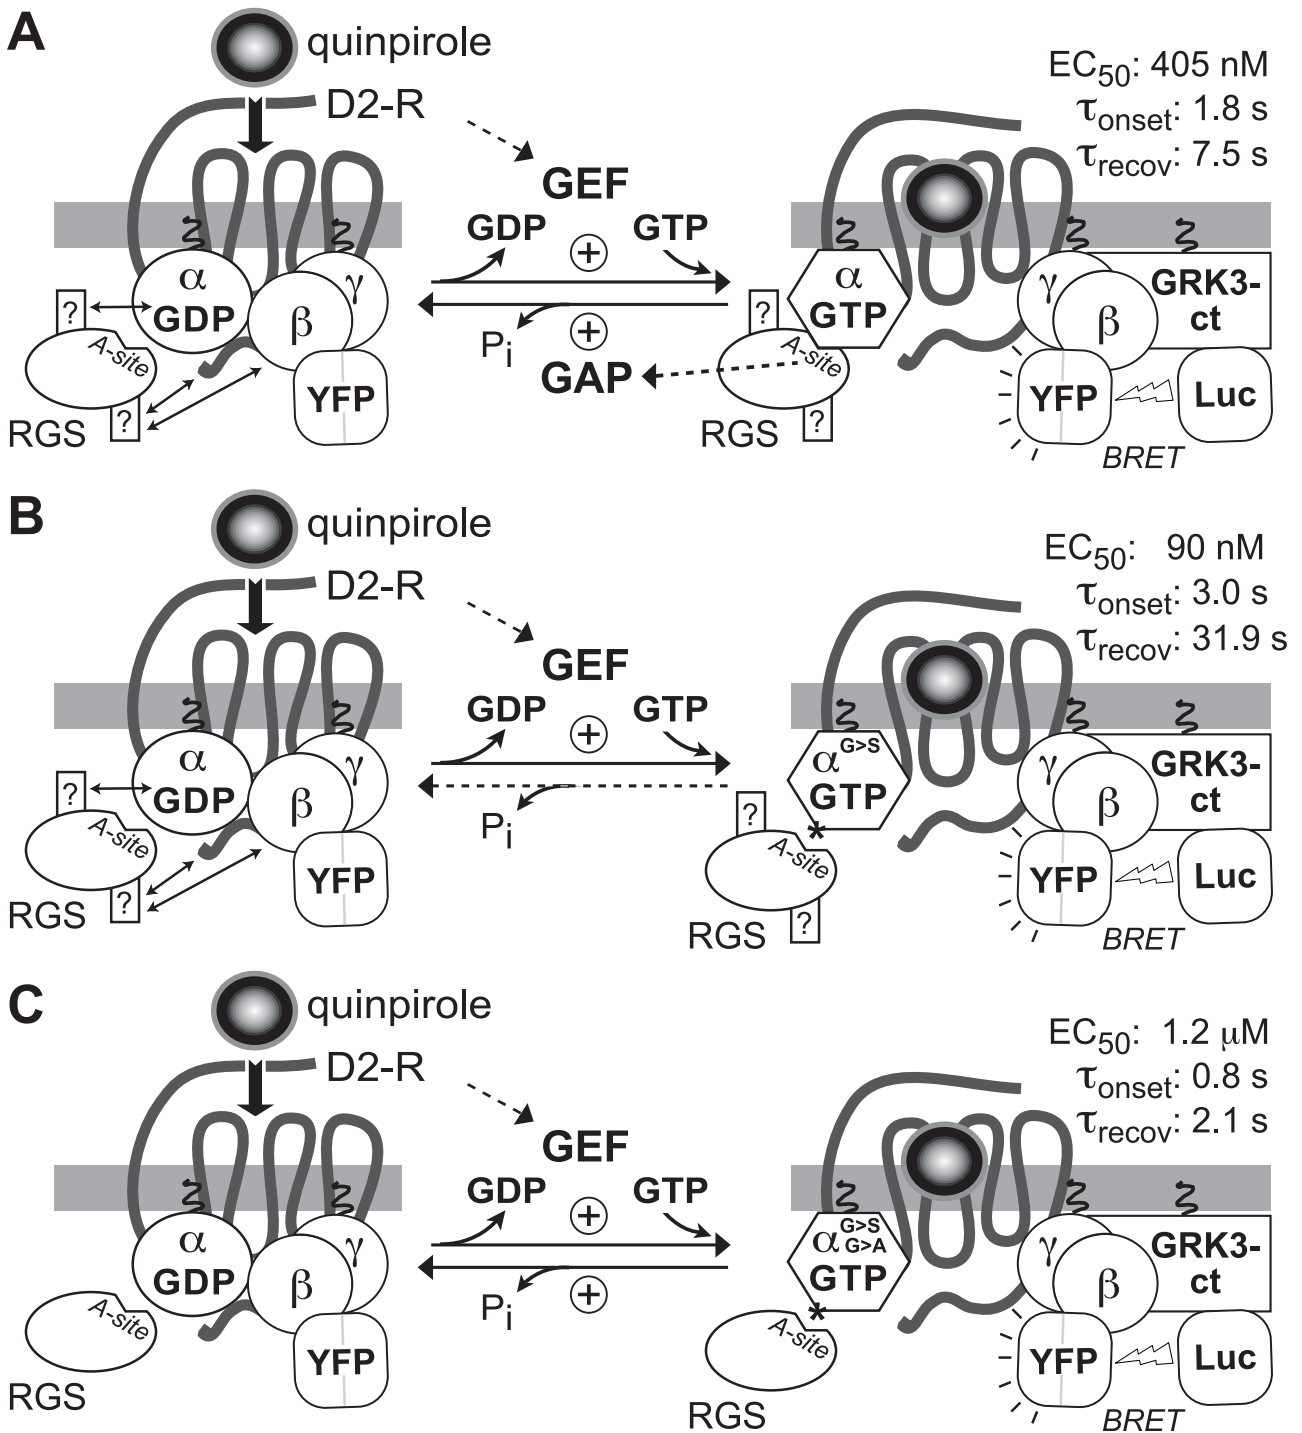 A
quinpirole
D2-R
GEF
GDP + GTP
α
GDP
β
γ
YFP
?
A-site
?
RGS
Pi
+
GAP
EC50: 405 nM
τonset: 1.8 s
τrecov: 7.5 s
α
GTP
γ
β
GRK3-
ct
?
A-site
?
RGS
YFP
Luc
BRET
B
quinpirole
D2-R
GEF
GDP + GTP
α
GDP
β
γ
YFP
?
A-site
?
RGS
Pi
EC50: 90 nM
τonset: 3.0 s
τrecov: 31.9 s
αG>S
GTP
*
γ
β
GRK3-
ct
?
A-site
?
RGS
YFP
Luc
BRET
C
quinpirole
D2-R
GEF
GDP + GTP
α
GDP
β
γ
YFP
A-site
RGS
Pi
+
EC50: 1.2 μM
τonset: 0.8 s
τrecov: 2.1 s
αG>S
G>A
GTP
*
γ
β
GRK3-
ct
A-site
RGS
YFP
Luc
BRET